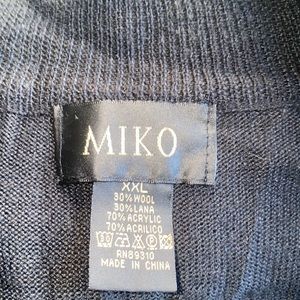 MIKO
XXL
30% WOOL
30% LANA
70% ACRYLIC
70% ACRILICO
RN89310
MADE IN CHINA